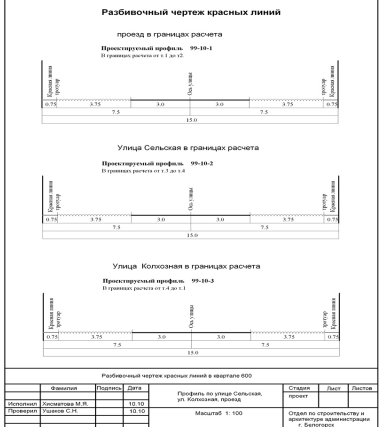 Разбивочный чертеж красных линий
проезд в границах расчета
Проектируемый профиль 99-10-1
В границах расчета от т.1 до т2.
Красная линия
тротуар
Ось улицы
Красная линия
тротуар
0.75 3.75 3.0 3.0 3.75 0.75
7.5 7.5
15.0
Улица Сельская в границах расчета
Проектируемый профиль 99-10-2
В границах расчета от т.3 до т.4
Красная линия
тротуар
Ось улицы
Красная линия
тротуар
0.75 3.75 3.0 3.0 3.75 0.75
7.5 7.5
15.0
Улица Колхозная в границах расчета
Проектируемый профиль 99-10-3
В границах расчета от т.4 до т.1
Красная линия
тротуар
Ось улицы
Красная линия
тротуар
0.75 3.75 3.0 3.0 3.75 0.75
7.5 7.5
15.0
Разбивочный чертеж красных линий в квартале 600
Фамилия Подпись Дата
Исполнил Хисматова М.Я. 10.10
Проверил Ушаков С.Н. 10.10
Профиль по улице Сельская,
ул. Колхозная, проезд
Масштаб 1: 100
Стадия Лист Листов
проект
Отдел по строительству и
архитектуре администрации
г. Белогорск